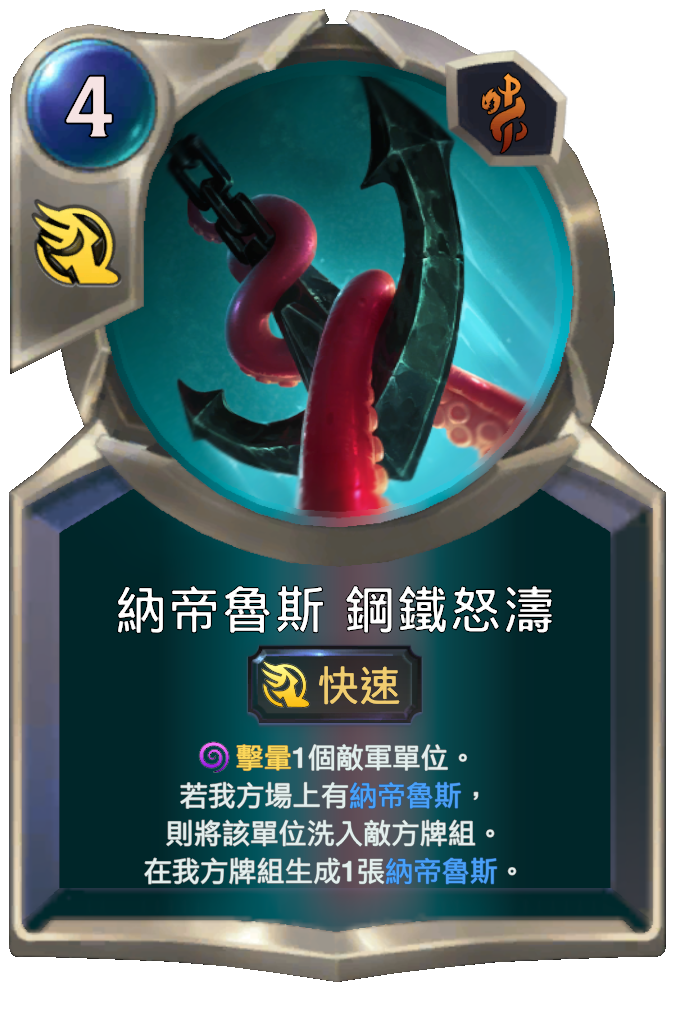 4
納帝魯斯 鋼鐵怒濤
快速
擊暈1個敵軍單位。
若我方場上有納帝魯斯，
則將該單位洗入敵方牌組。
在我方牌組生成1張納帝魯斯。